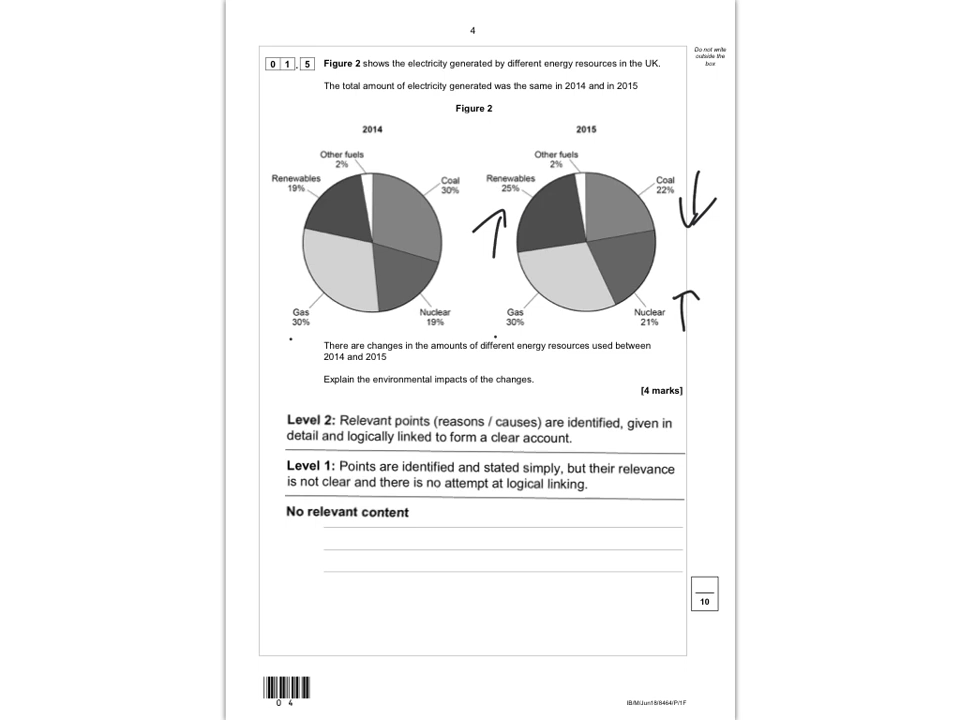 4
Do not write
outside the
box
0 1 . 5 Figure 2 shows the electricity generated by different energy resources in the UK.
The total amount of electricity generated was the same in 2014 and in 2015
Figure 2
2014
Other fuels
2%
Renewables
19%
Coal
30%
Gas
30%
Nuclear
19%
2015
Other fuels
2%
Renewables
25%
Coal
22%
Gas
30%
Nuclear
21%
There are changes in the amounts of different energy resources used between
2014 and 2015
Explain the environmental impacts of the changes.
[4 marks]
Level 2: Relevant points (reasons / causes) are identified, given in
detail and logically linked to form a clear account.
Level 1: Points are identified and stated simply, but their relevance
is not clear and there is no attempt at logical linking.
No relevant content
10
0 4
IB/M/Jun18/8464/P/1F